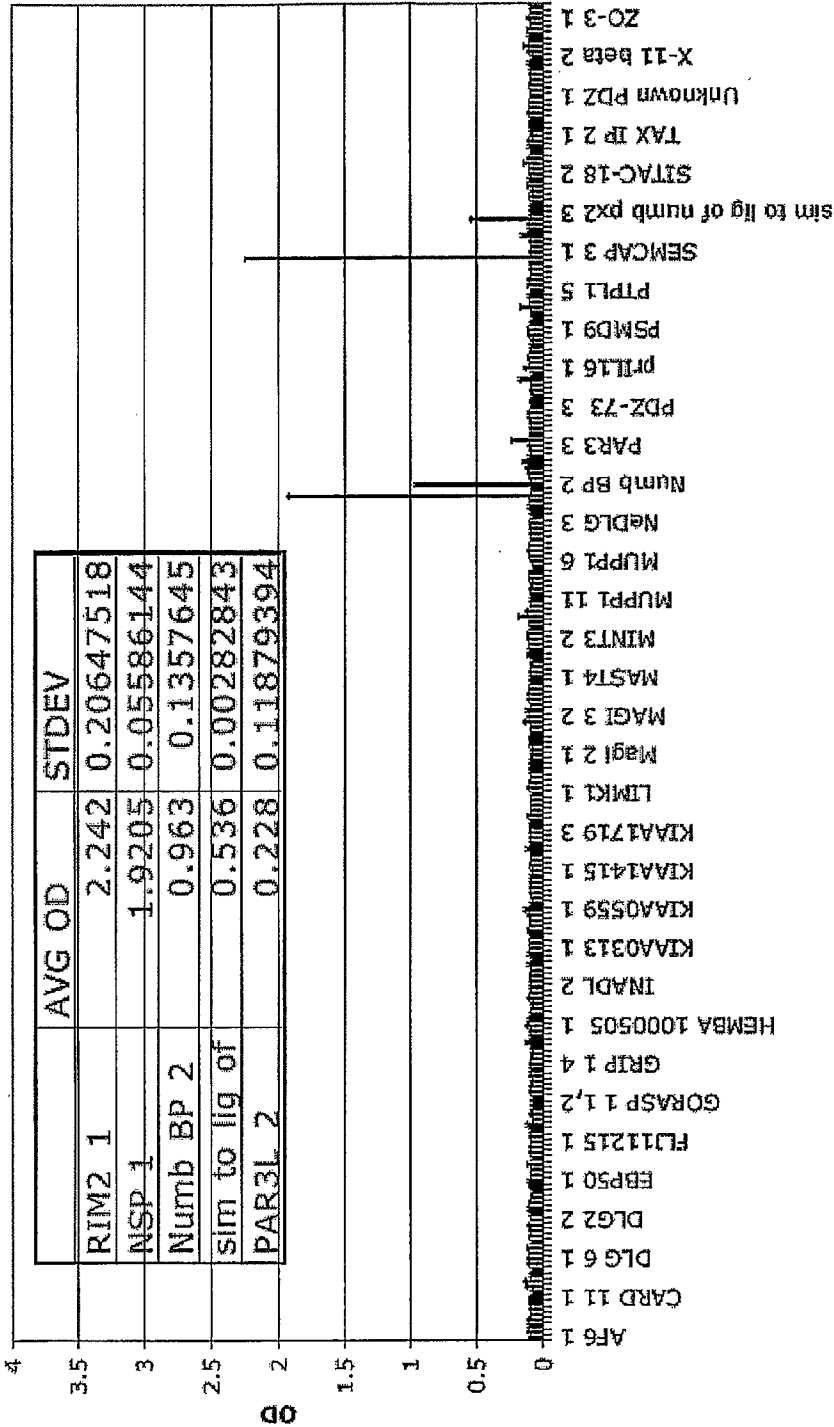 4
3.5
3
2.5
2
1.5
1
0.5
0
OD
AVG OD STDEV
RIM2 1 2.242 0.20647518
NSP 1 1.9205 0.05586144
Numb BP 2 0.963 0.1357645
sim to lig of 0.536 0.00282843
PAR3L 2 0.228 0.11879394
AF6 1
CARD 11 1
DLG 6 1
DLG2 2
EBP50 1
FLJ11215 1
GORASP 1 1,2
GRIP 1 4
HEMBA 1000505 1
INADL 2
KIAA0313 1
KIAA0559 1
KIAA1415 1
KIAA1719 3
LIMK1 1
Magi 2 1
MAGI 3 2
MAST4 1
MINT3 2
MUPP1 11
MUPP1 6
NeDLG 3
Numb BP 2
PAR3 3
PDZ-73 3
prIL16 1
PSMD9 1
PTPL1 5
SEMCAP 3 1
sim to lig of numb px2 3
SITAC-18 2
TAX IP 2 1
Unknown PDZ 1
X-11 beta 2
ZO-3 1